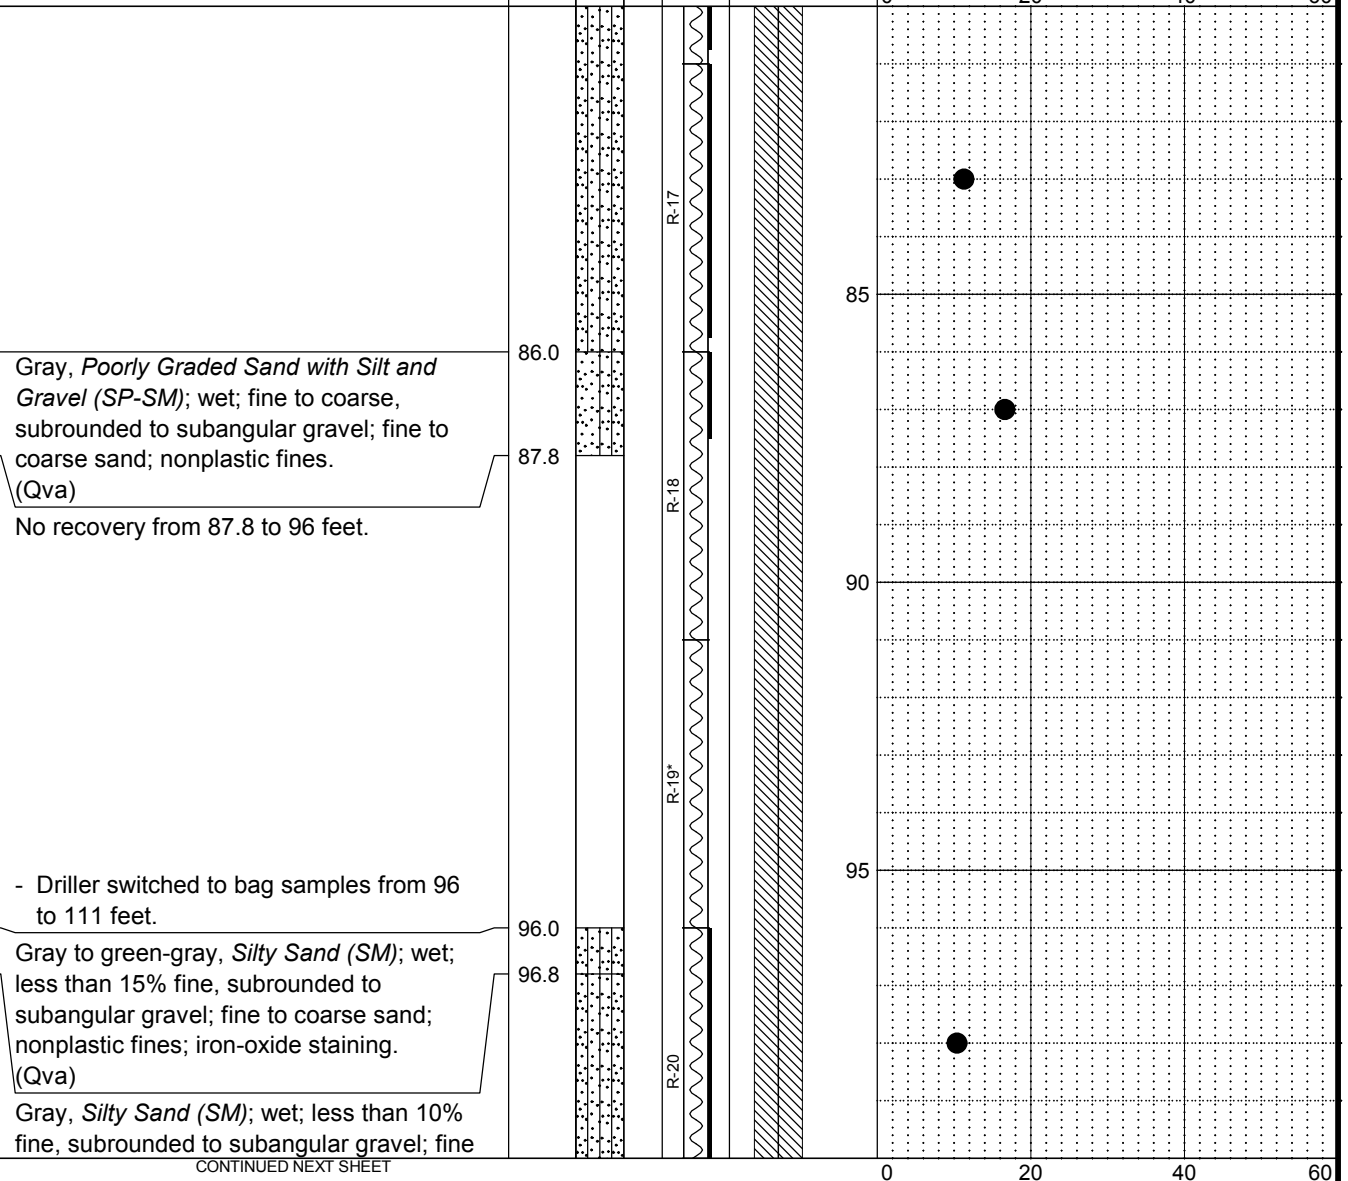 0 20 40 60
R-17
85
86.0
Gray, Poorly Graded Sand with Silt and
Gravel (SP-SM); wet; fine to coarse,
subrounded to subangular gravel; fine to
coarse sand; nonplastic fines.
(Qva)
87.8
R-18
No recovery from 87.8 to 96 feet.
90
R-19*
95
- Driller switched to bag samples from 96
to 111 feet.
96.0
Gray to green-gray, Silty Sand (SM); wet;
less than 15% fine, subrounded to
subangular gravel; fine to coarse sand;
nonplastic fines; iron-oxide staining.
(Qva)
96.8
R-20
Gray, Silty Sand (SM); wet; less than 10%
fine, subrounded to subangular gravel; fine
CONTINUED NEXT SHEET
0 20 40 60